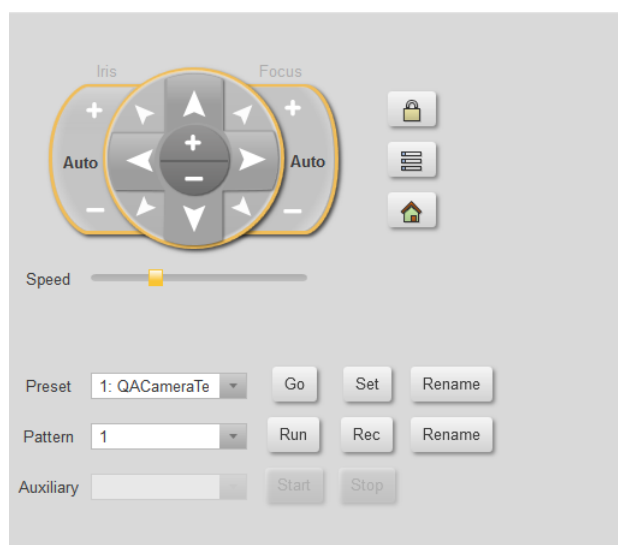 Iris Focus
Auto Auto
Speed
Preset 1: QACameraTe Go Set Rename
Pattern 1 Run Rec Rename
Auxiliary Start Stop